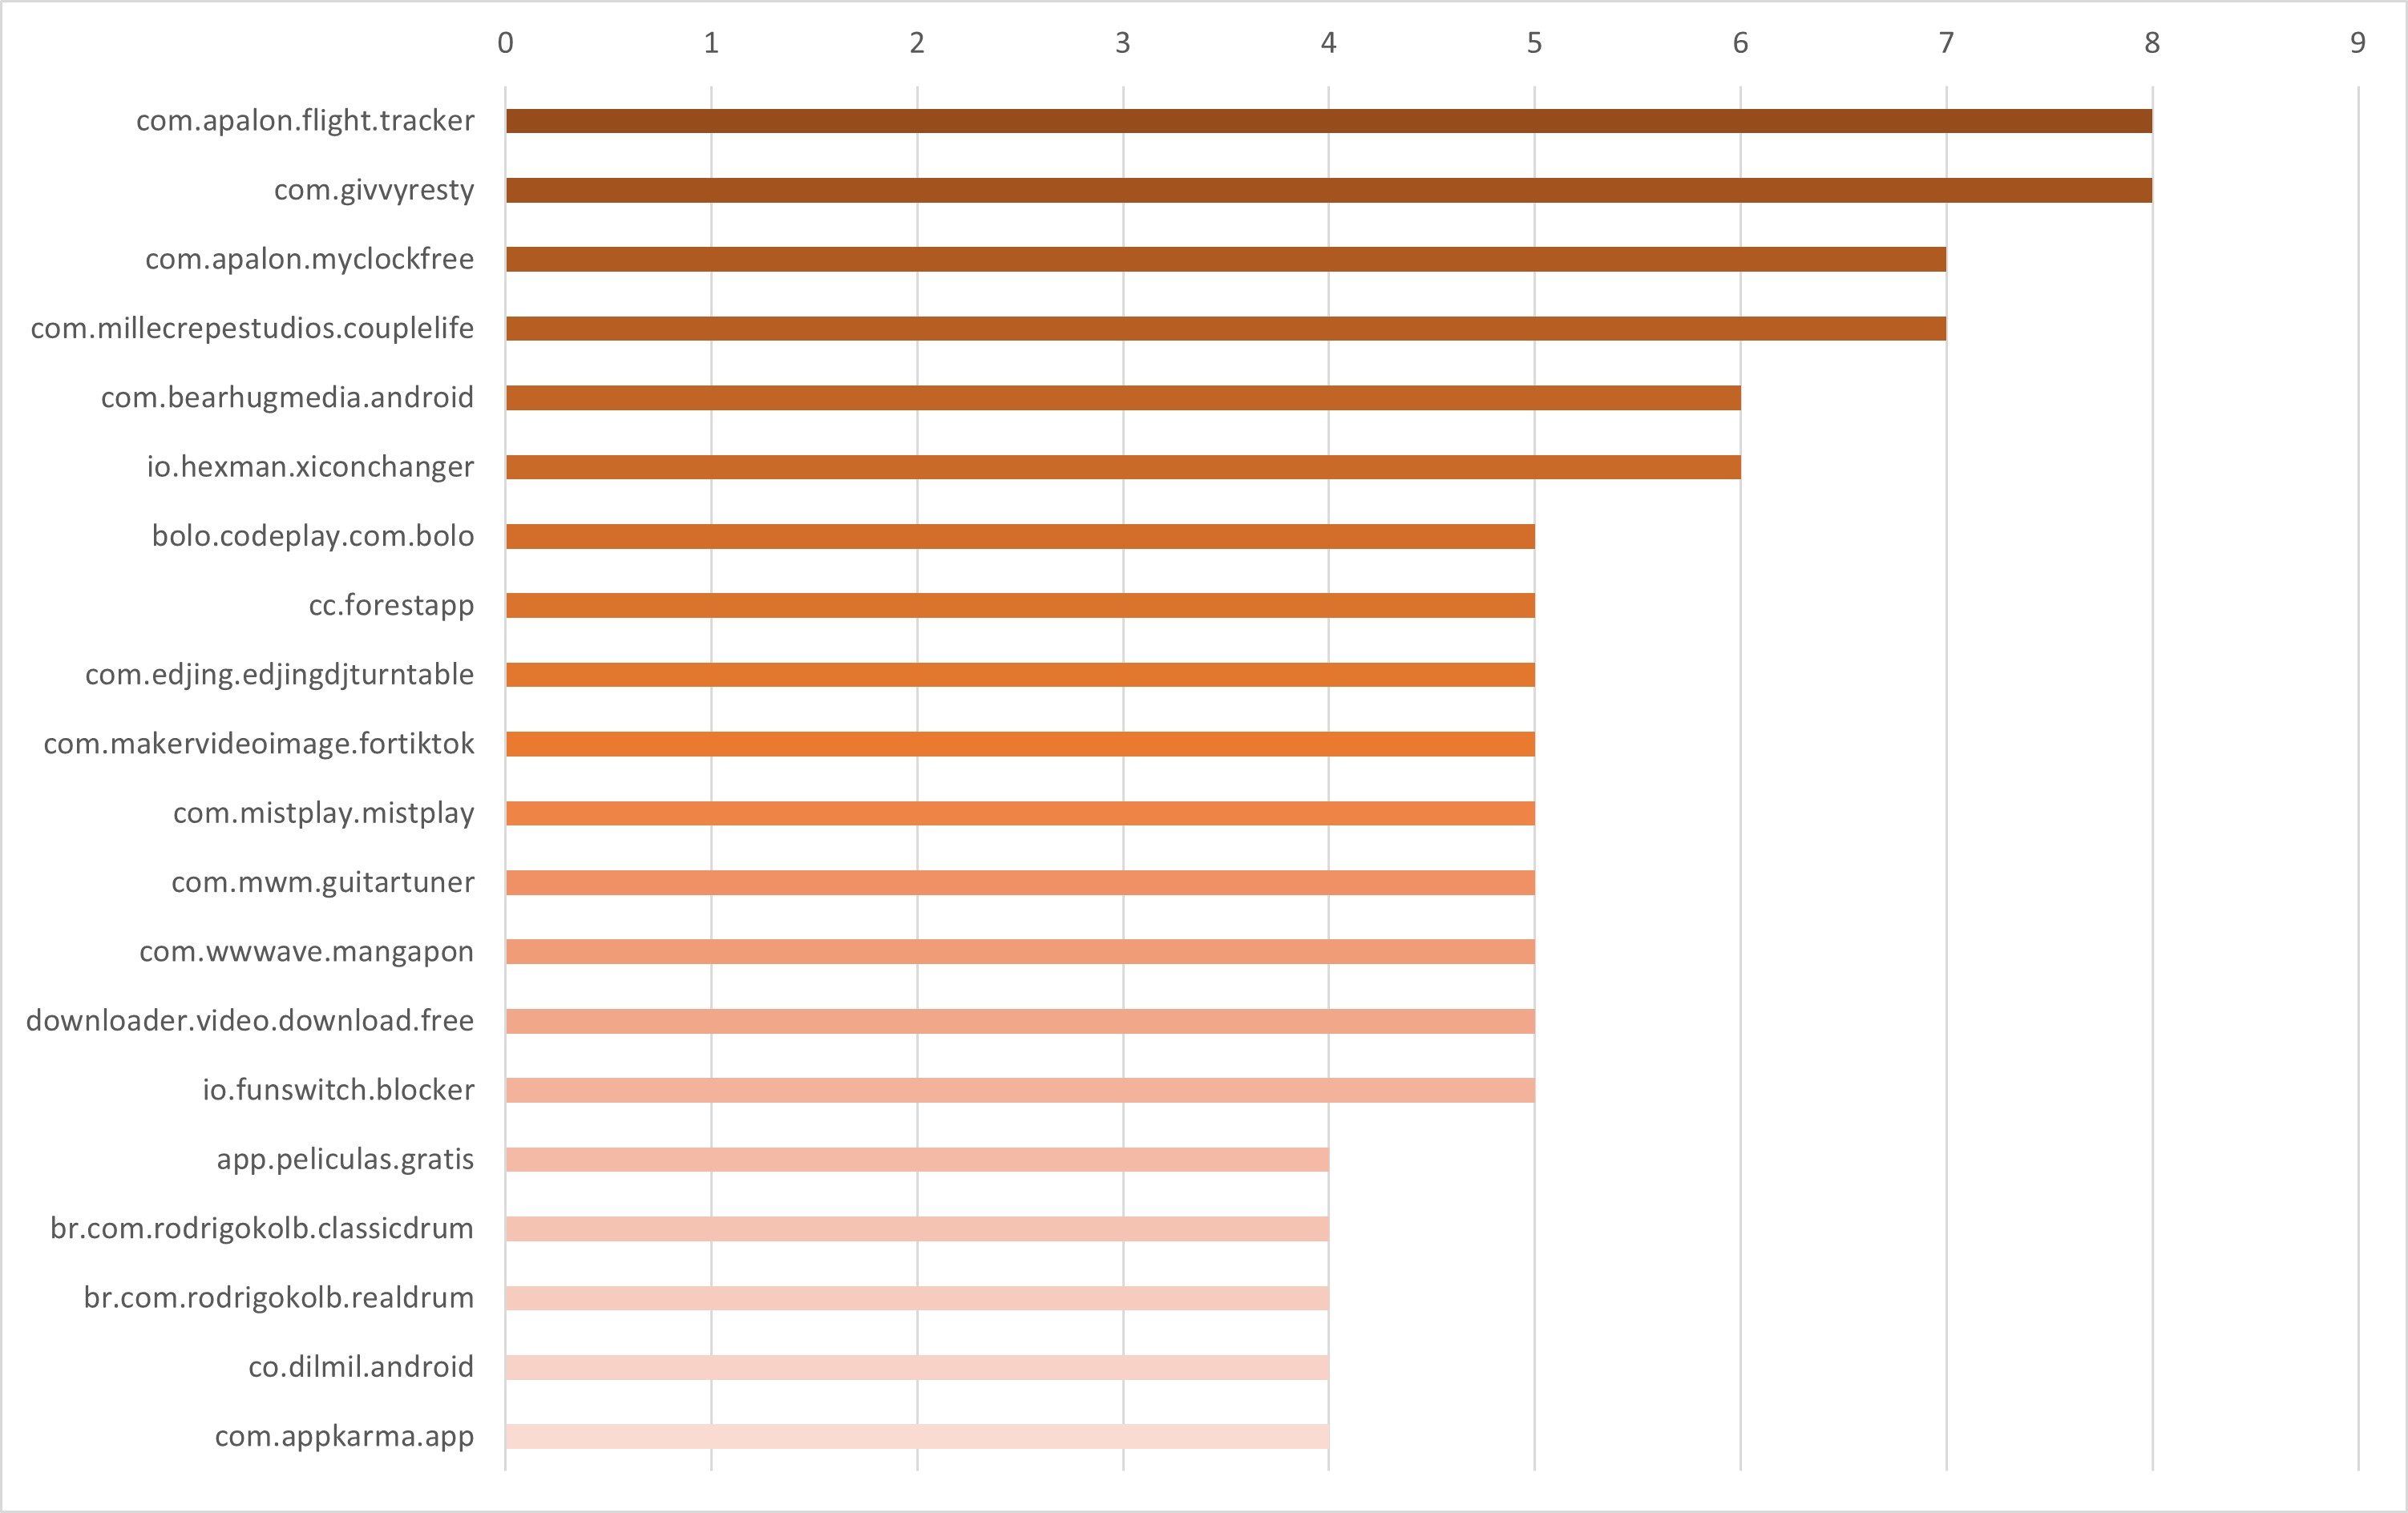 0 1 2 3 4 5 6 7 8 9
com.apalon.flight.tracker
com.givvyresty
com.apalon.myclockfree
com.millecrepestudios.couplelife
com.bearhugmedia.android
io.hexman.xiconchanger
bolo.codeplay.com.bolo
cc.forestapp
com.edjing.edjingdjturntable
com.makervideoimage.fortiktok
com.mistplay.mistplay
com.mwm.guitartuner
com.wwwave.mangapon
downloader.video.download.free
io.funswitch.blocker
app.peliculas.gratis
br.com.rodrigokolb.classicdrum
br.com.rodrigokolb.realdrum
co.dilmil.android
com.appkarma.app